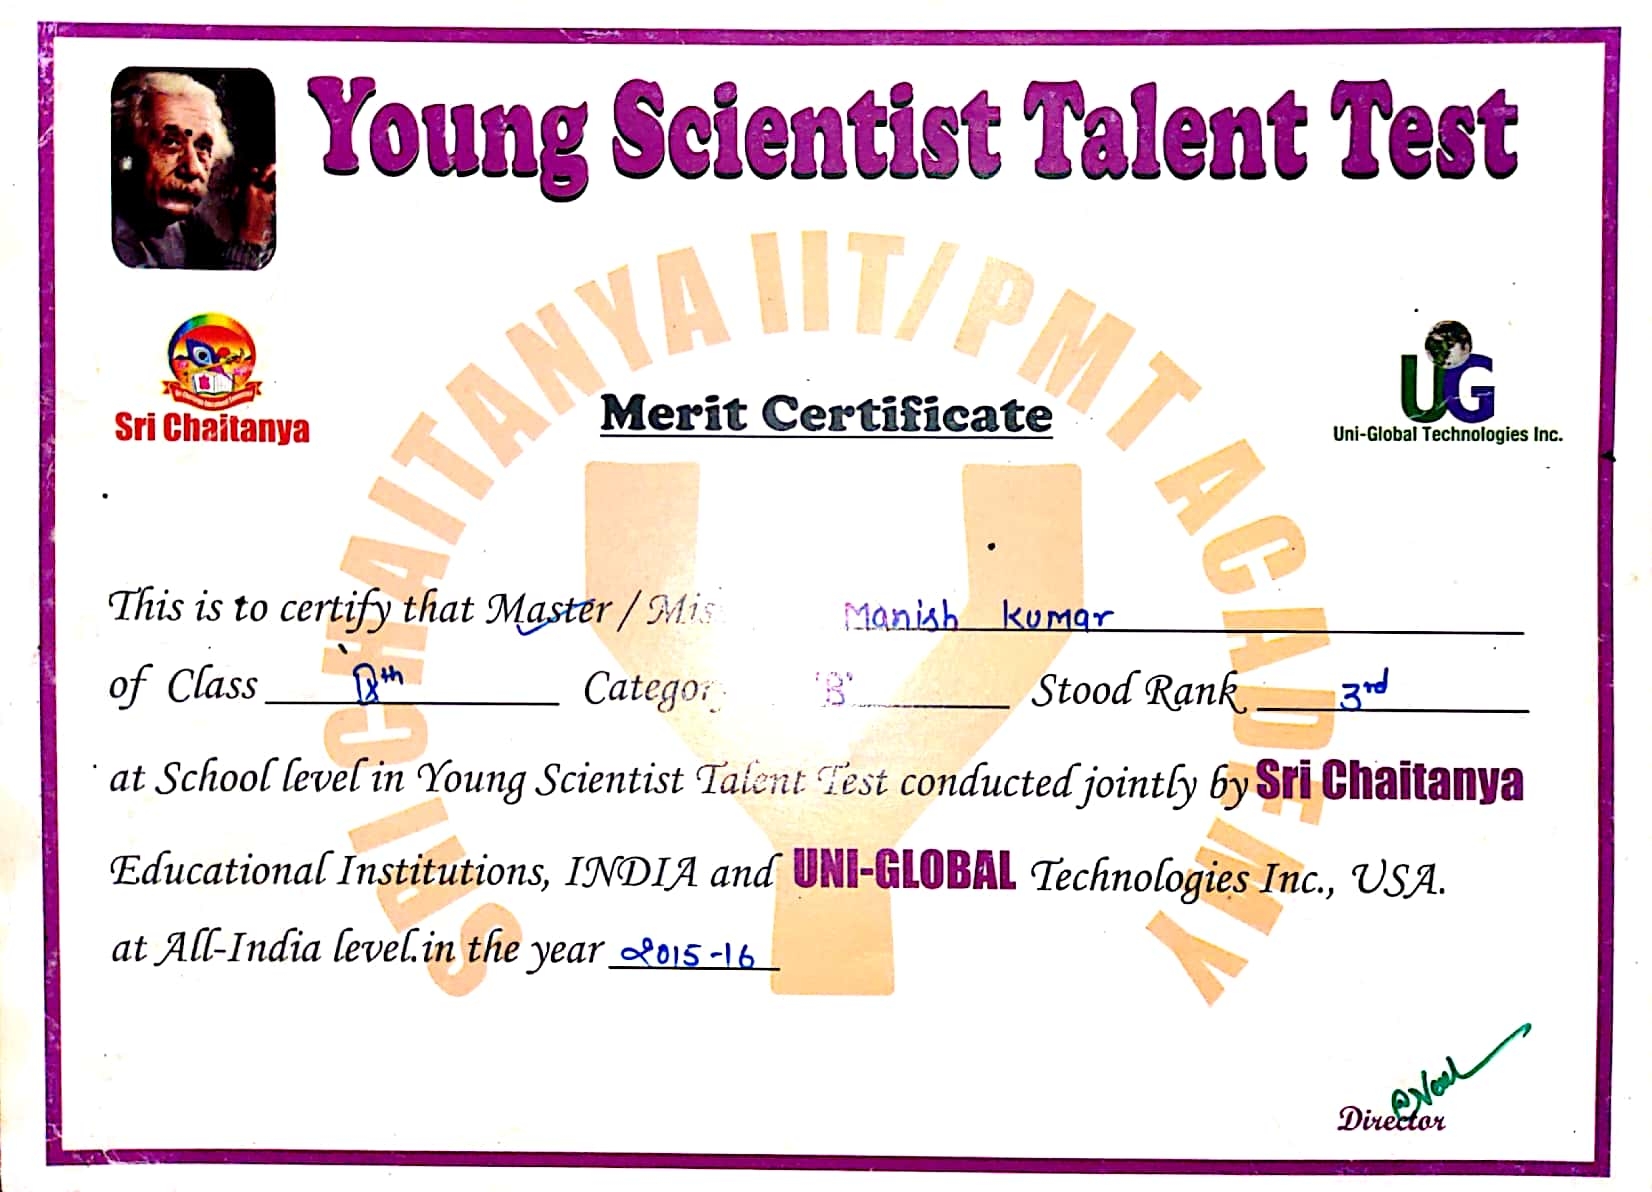 Young Scientist Talent Test
SRI CHAITANYA IIT/PMT ACADEMY
Sri Chaitanya
Merit Certificate
UG
Uni-Global Technologies Inc.
This is to certify that Master / Mis Manish Kumar
of Class Categor 'B' Stood Rank 3rd
at School level in Young Scientist Talent Test conducted jointly by Sri Chaitanya
Educational Institutions, INDIA and UNI-GLOBAL Technologies Inc., USA.
at All-India level.in the year 2015-16
Director